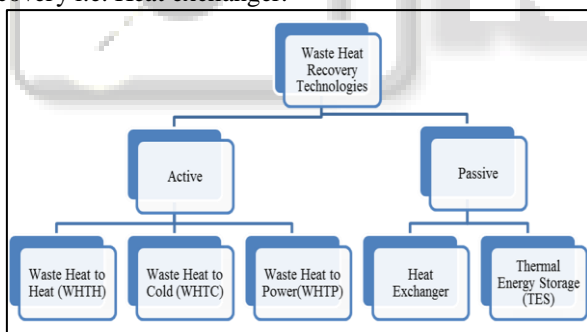 covery i.e. Heat exchanger.
Waste Heat
Recovery
Technologies
Active
Passive
Waste Heat to
Heat (WHTH)
Waste Heat to
Cold (WHTC)
Waste Heat to
Power(WHTP)
Heat
Exchanger
Thermal
Energy Storage
(TES)